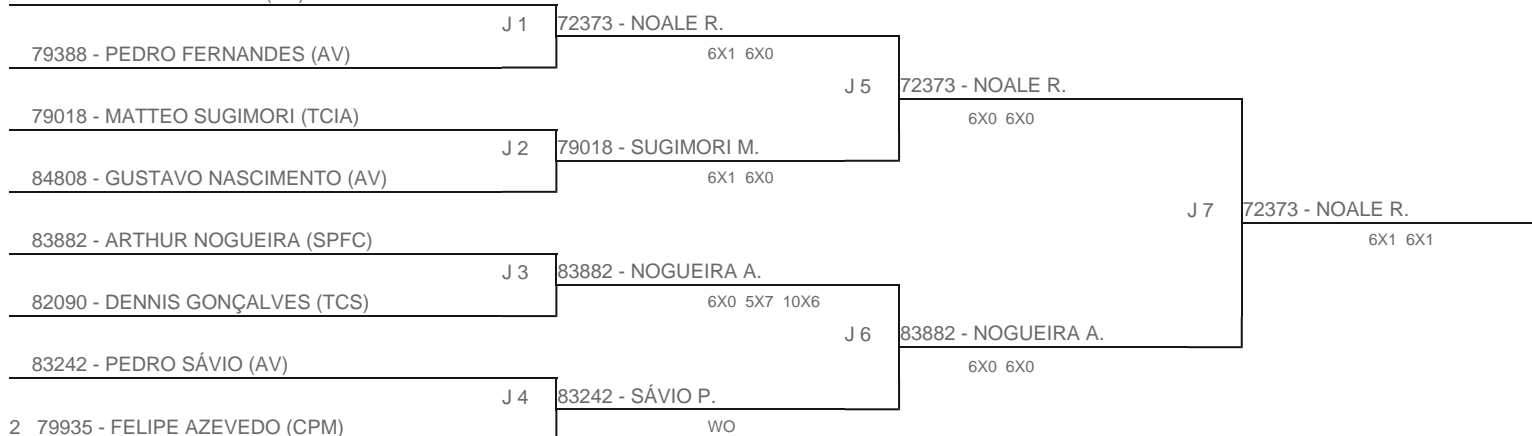 J 1 72373 - NOALE R.
79388 - PEDRO FERNANDES (AV) 6X1 6X0
J 5 72373 - NOALE R.
79018 - MATTEO SUGIMORI (TCIA) 6X0 6X0
J 2 79018 - SUGIMORI M.
84808 - GUSTAVO NASCIMENTO (AV) 6X1 6X0
J 7 72373 - NOALE R.
83882 - ARTHUR NOGUEIRA (SPFC) 6X1 6X1
J 3 83882 - NOGUEIRA A.
82090 - DENNIS GONÇALVES (TCS) 6X0 5X7 10X6
J 6 83882 - NOGUEIRA A.
83242 - PEDRO SÁVIO (AV) 6X0 6X0
J 4 83242 - SÁVIO P.
2 79935 - FELIPE AZEVEDO (CPM) WO